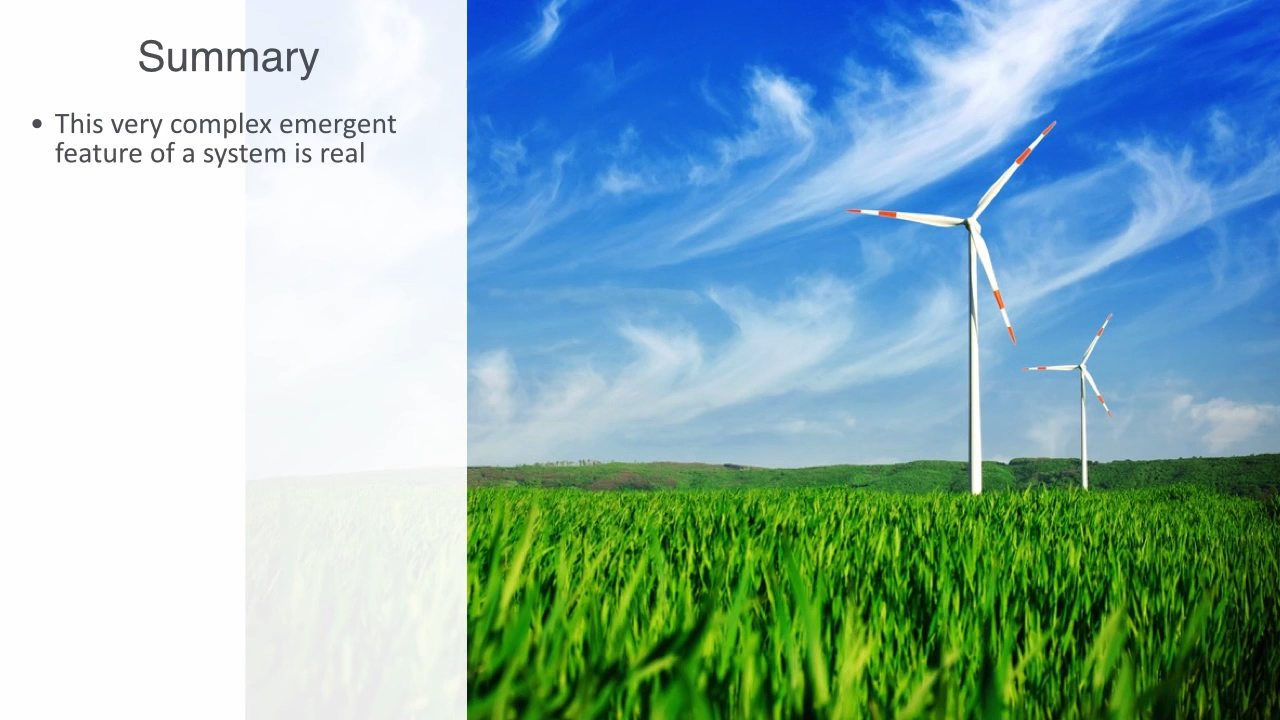 Summary
• This very complex emergent
feature of a system is real